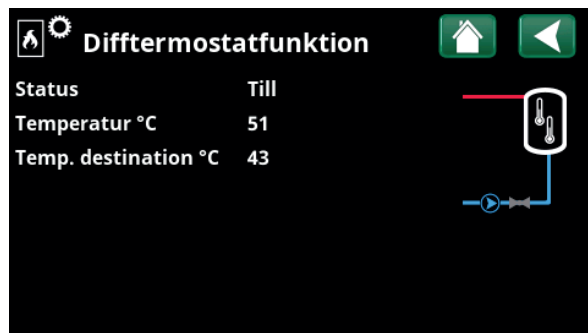 Difftermostatfunktion
Status Till
Temperatur °C 51
Temp. destination °C 43